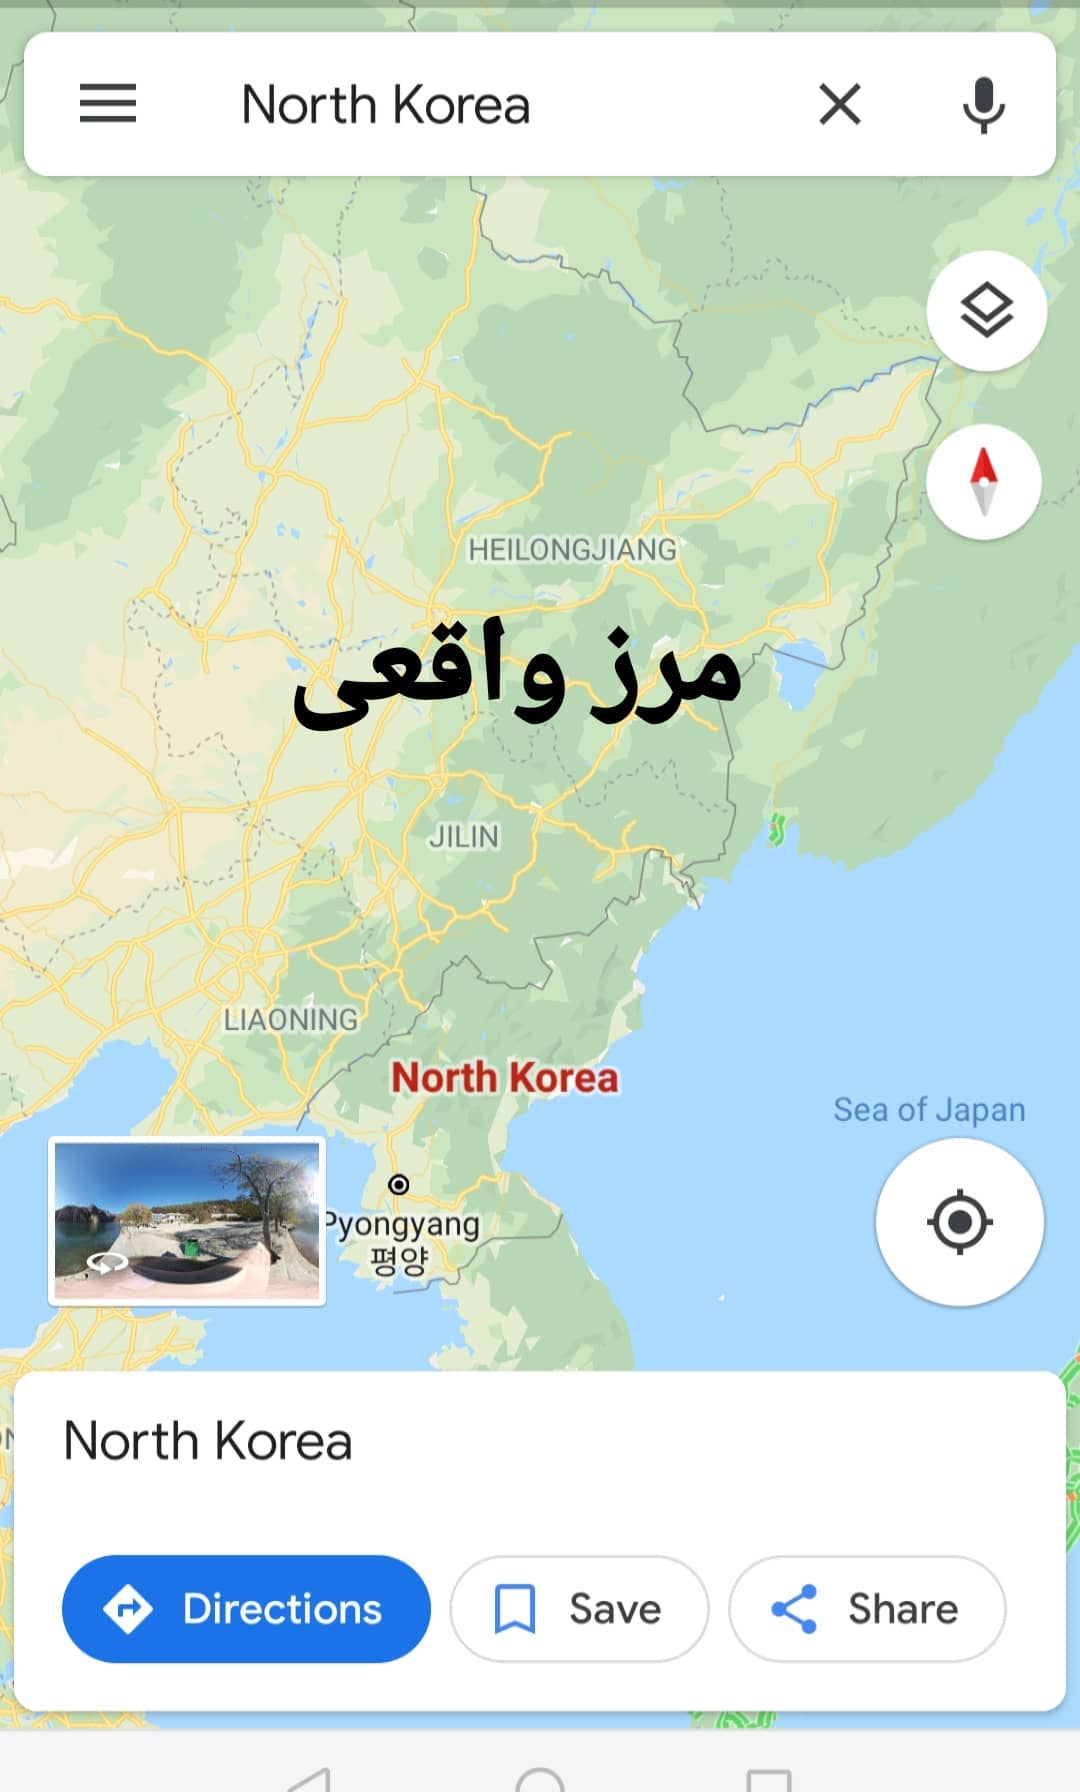 North Korea
HEILONGJIANG
مرز واقعی
JILIN
LIAONING
North Korea
Sea of Japan
Pyongyang
평양
North Korea
Directions
Save
Share